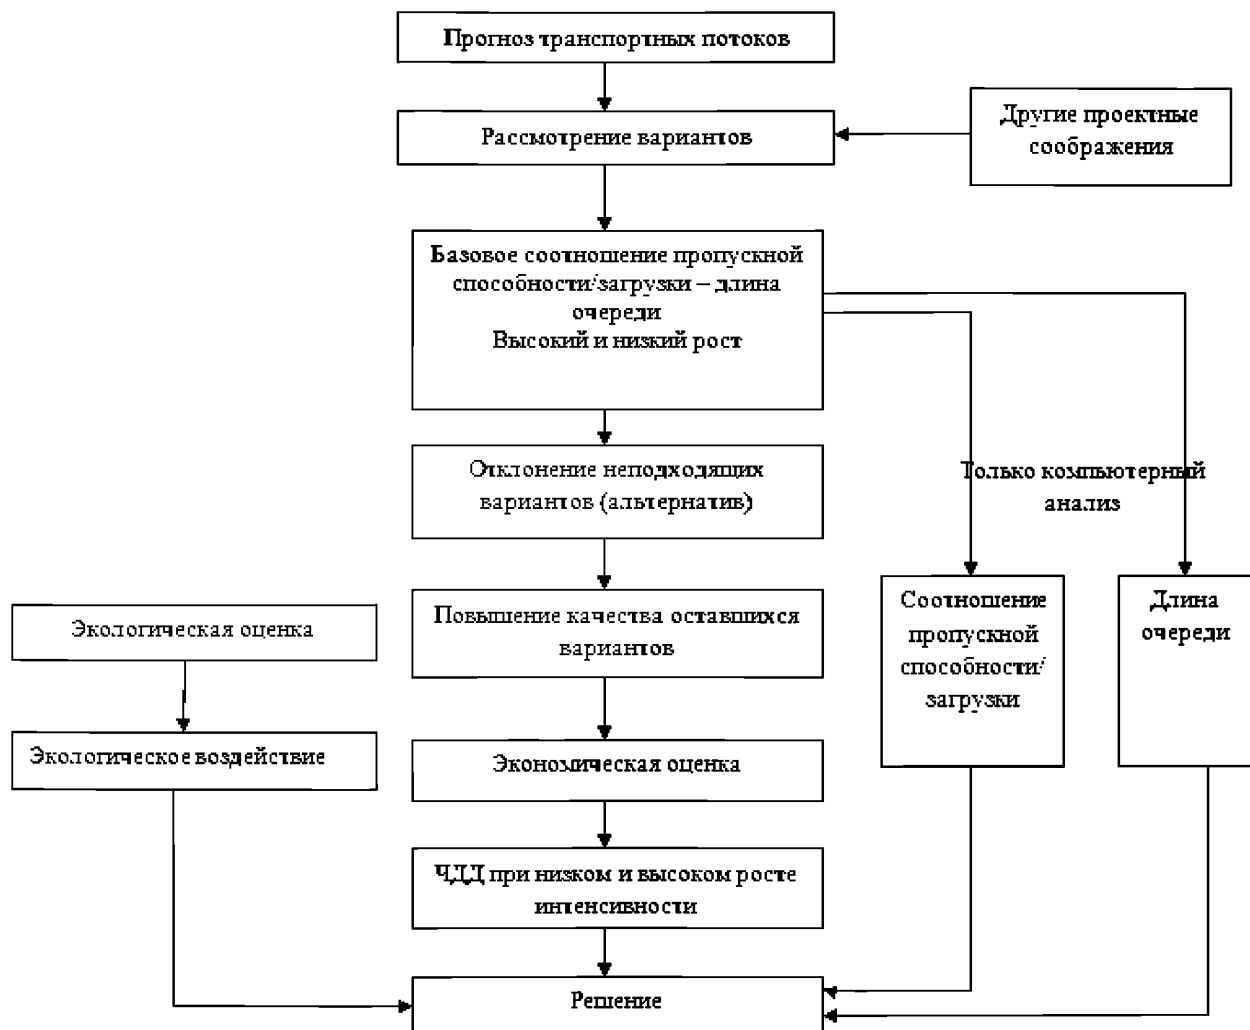 Прогноз транспортных потоков
Рассмотрение вариантов
Другие проектные
соображения
Базовое соотношение пропускной
способности/загрузки – длина
очереди
Высокий и низкий рост
Отклонение неподходящих
вариантов (альтернатив)
Только компьютерный
анализ
Повышение качества оставшихся
вариантов
Соотношение
пропускной
способности/
загрузки
Длина
очереди
Экологическая оценка
Экологическое воздействие
Экономическая оценка
ЧДД при низком и высоком росте
интенсивности
Решение